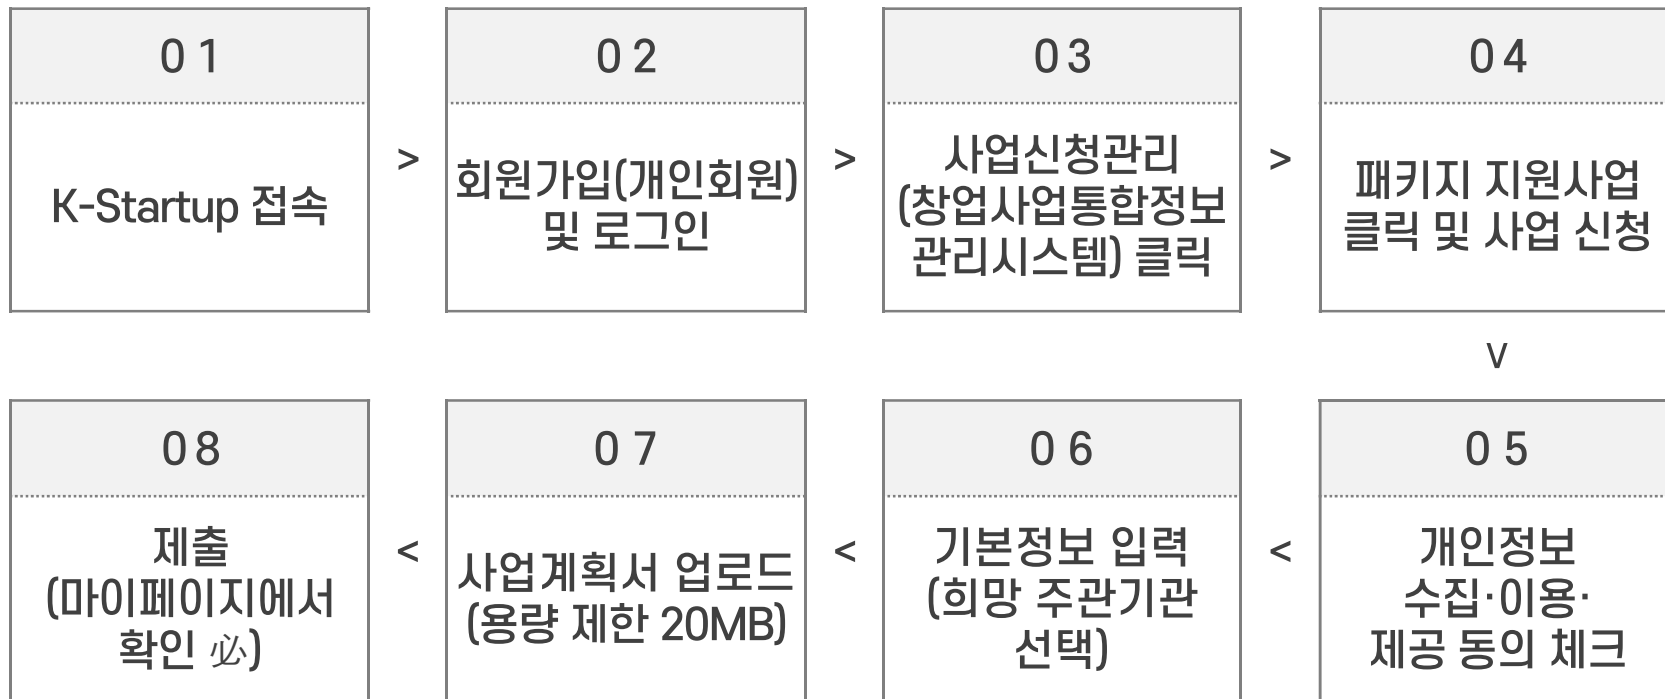 01
K-Startup 접속
>
02
회원가입(개인회원)
및 로그인
>
03
사업신청관리
(창업사업통합정보
관리시스템) 클릭
>
04
패키지 지원사업
클릭 및 사업 신청
>
05
개인정보
수집·이용·
제공 동의 체크
<
06
기본정보 입력
(희망 주관기관
선택)
<
07
사업계획서 업로드
(용량 제한 20MB)
<
08
제출
(마이페이지에서
확인 必)